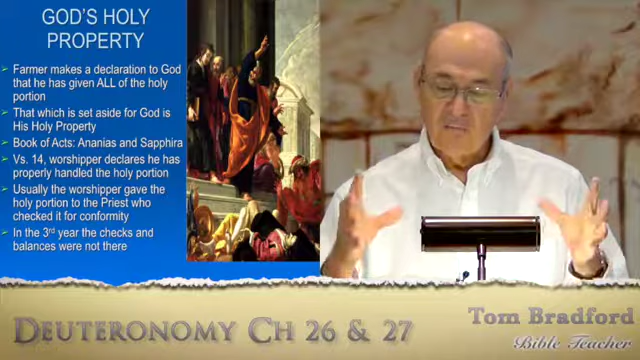 GOD'S HOLY
PROPERTY
Farmer makes a declaration to God
that he has given ALL of the holy
portion
That which is set aside for God is
His Holy Property
Book of Acts: Ananias and Sapphira
Vs. 14, worshipper declares he has
properly handled the holy portion
Usually the worshipper gave the
holy portion to the Priest who
checked it for conformity
In the 3rd year the checks and
balances were not there
Tom Bradford
DEUTERONOMY CH 26 & 27
Bible Teacher